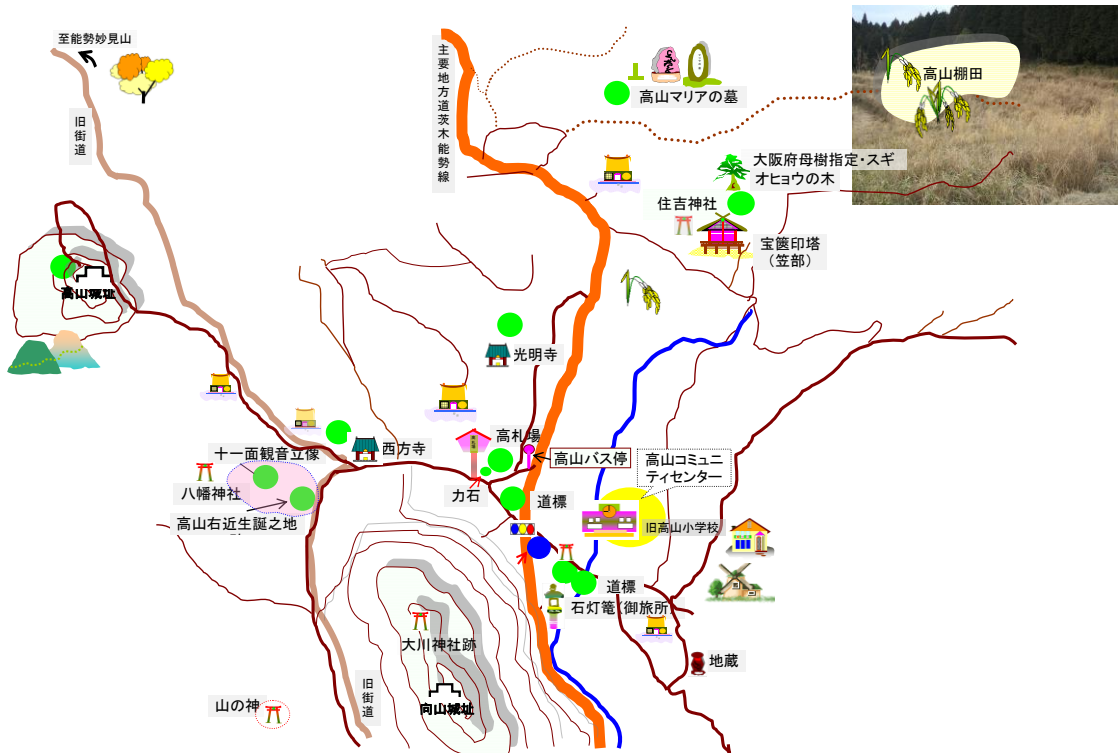 至能勢妙見山
旧街道
主要地方道茨木能勢線
高山マリアの墓
高山棚田
大阪府母樹指定・スギ
オヒョウの木
住吉神社
宝篋印塔
(笠部)
高山城址
光明寺
高札場
西方寺
高山バス停
高山コミュニ
ティセンター
十一面観音立像
八幡神社
力石
道標
高山右近生誕之地
旧高山小学校
道標
石灯篭(御旅所
大川神社跡
地蔵
旧街道
向山城址
山の神